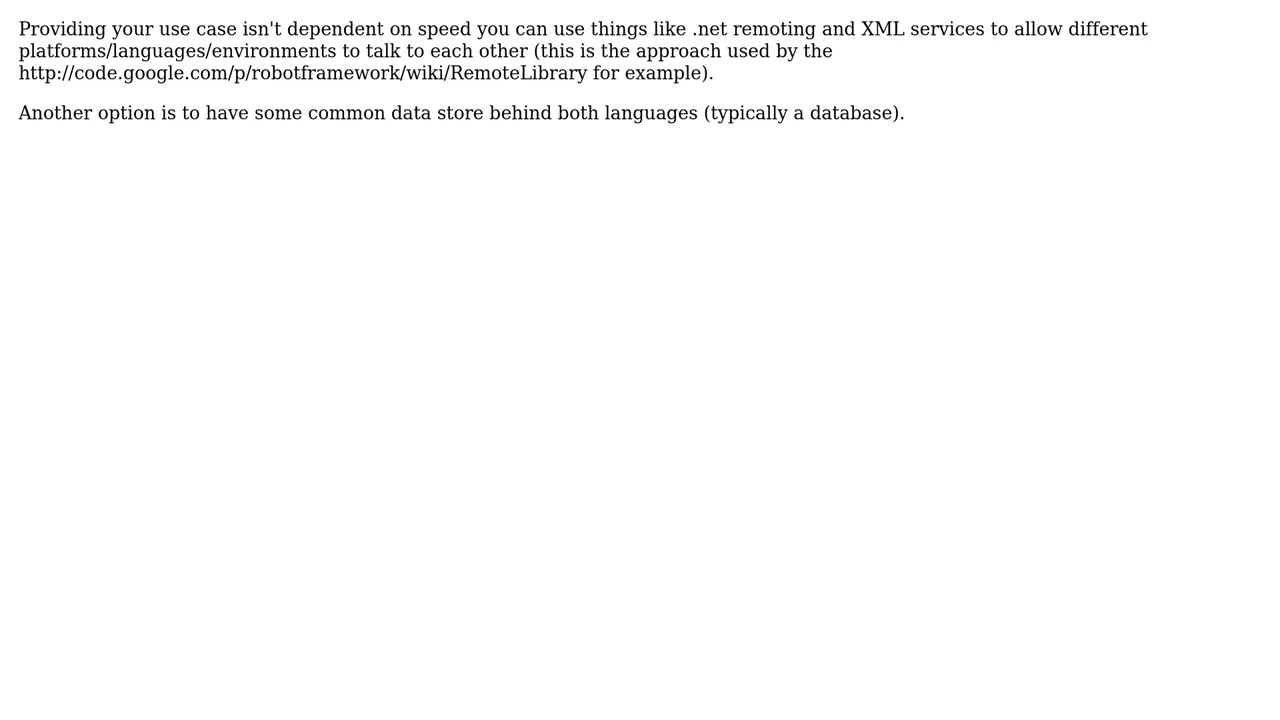 Providing your use case isn't dependent on speed you can use things like .net remoting and XML services to allow different
platforms/languages/environments to talk to each other (this is the approach used by the
http://code.google.com/p/robotframework/wiki/RemoteLibrary for example).
Another option is to have some common data store behind both languages (typically a database).